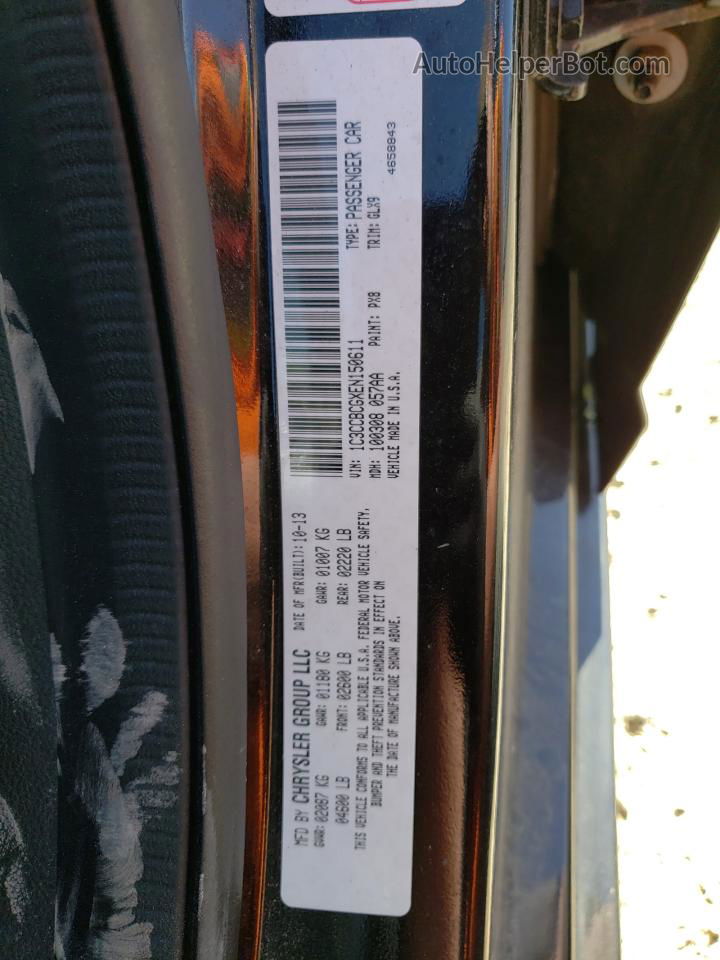 AutoHelperBot.com
MFD BY CHRYSLER GROUP LLC DATE OF MFR(BUILT):10-13
GVWR: 02087 KG GAWR: 01180 KG GAWR: 01007 KG
04600 LB FRONT: 02600 LB REAR: 02220 LB
THIS VEHICLE CONFORMS TO ALL APPLICABLE U.S.A. FEDERAL MOTOR VEHICLE SAFETY,
BUMPER AND THEFT PREVENTION STANDARDS IN EFFECT ON
THE DATE OF MANUFACTURE SHOWN ABOVE.
VIN: 1C3CCBCGXEN150611 TYPE: PASSENGER CAR
MDH: 100308 057AA PAINT: PX8 TRIM: GLX9
VEHICLE MADE IN U.S.A. 4658843